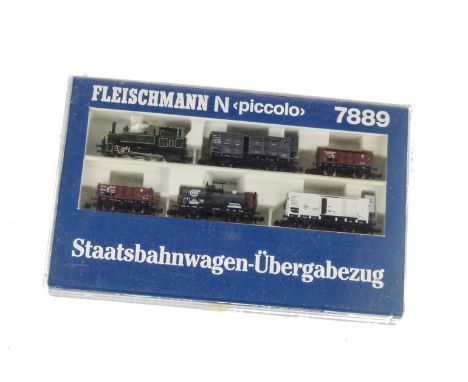 FLEISCHMANN N ‹piccolo› 7889
Staatsbahnwagen-Übergabezug